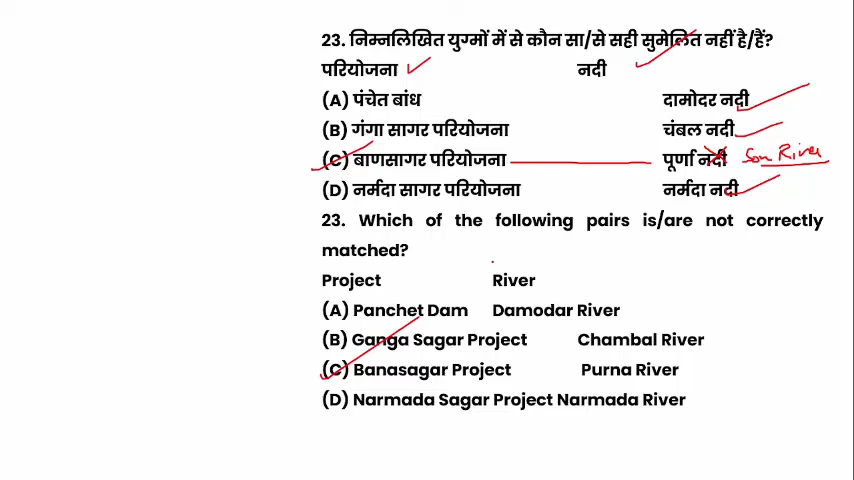 23. निम्नलिखित युग्मों में से कौन सा/से सही सुमेलित नहीं है/हैं?
परियोजना नदी
(A) पंचेत बांध दामोदर नदी
(B) गंगा सागर परियोजना चंबल नदी
(C) बाणसागर परियोजना पूर्णा नदी Son River
(D) नर्मदा सागर परियोजना नर्मदा नदी
23. Which of the following pairs is/are not correctly
matched?
Project River
(A) Panchet Dam Damodar River
(B) Ganga Sagar Project Chambal River
(C) Banasagar Project Purna River
(D) Narmada Sagar Project Narmada River